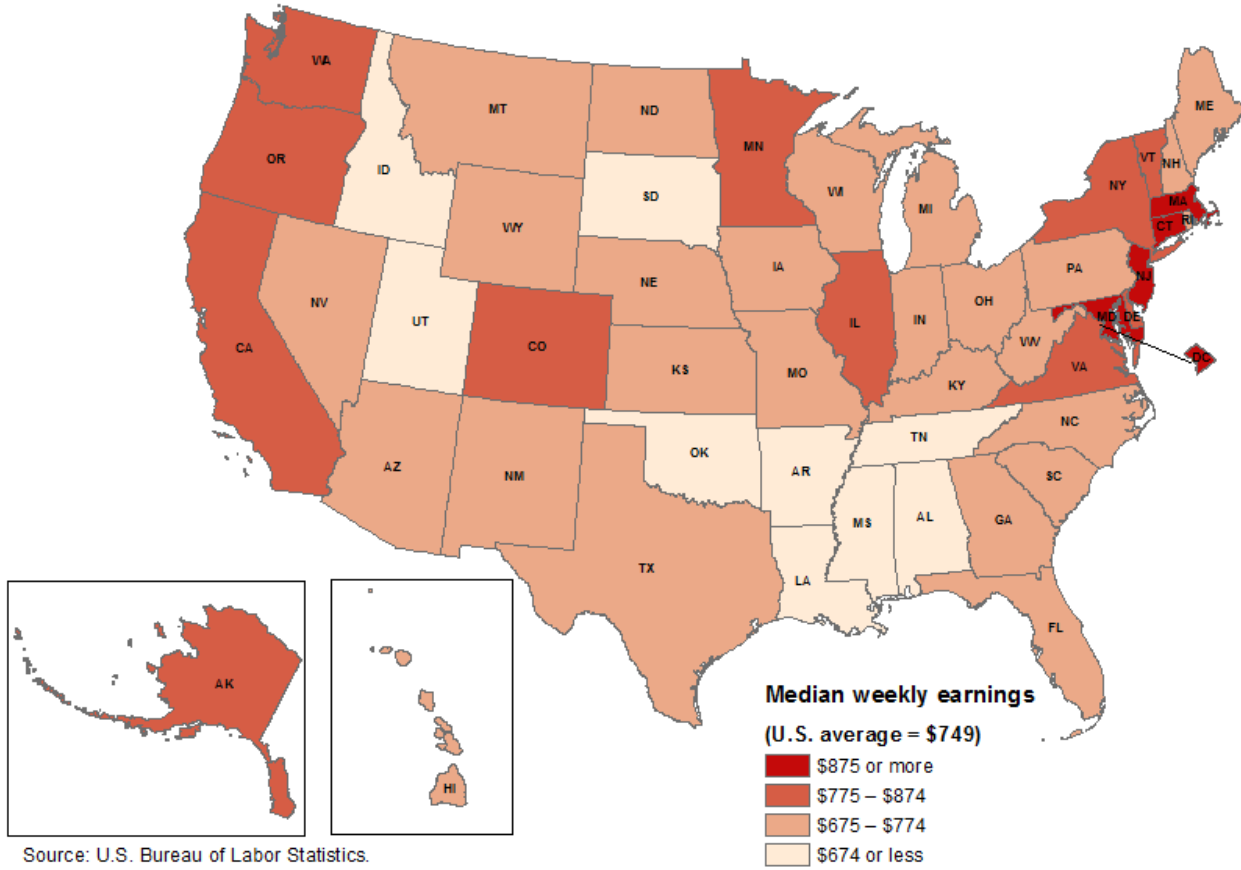 WA
MT
ND
MN
ME
VT
NH
OR
ID
SD
WI
MI
NY
MA
CT
RI
WY
IA
PA
NE
NJ
NV
UT
OH
IL
IN
MD
DE
CA
CO
WV
DC
KS
MO
VA
KY
NC
AZ
NM
OK
AR
TN
SC
MS
AL
GA
TX
LA
FL
AK
HI
Median weekly earnings
(U.S. average = $749)
$875 or more
$775 – $874
$675 – $774
$674 or less
Source: U.S. Bureau of Labor Statistics.